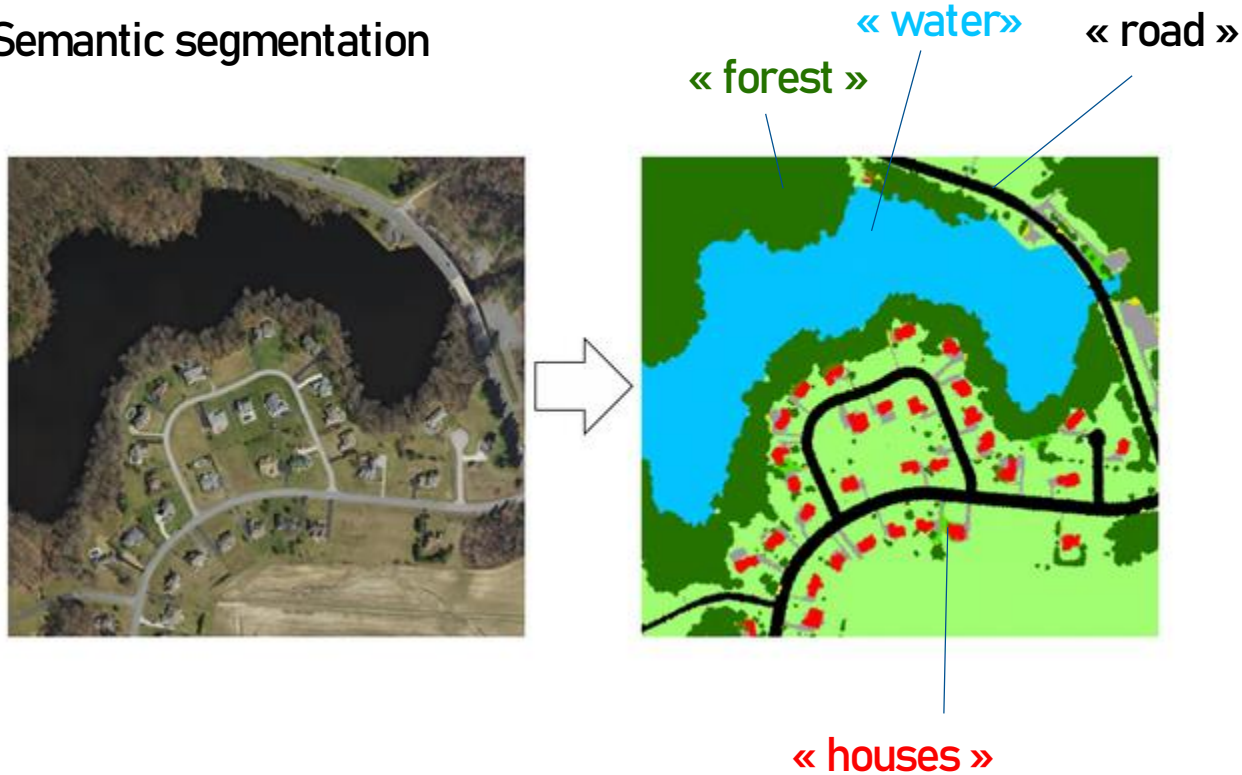 Semantic segmentation
« water»
« road »
« forest »
« houses »